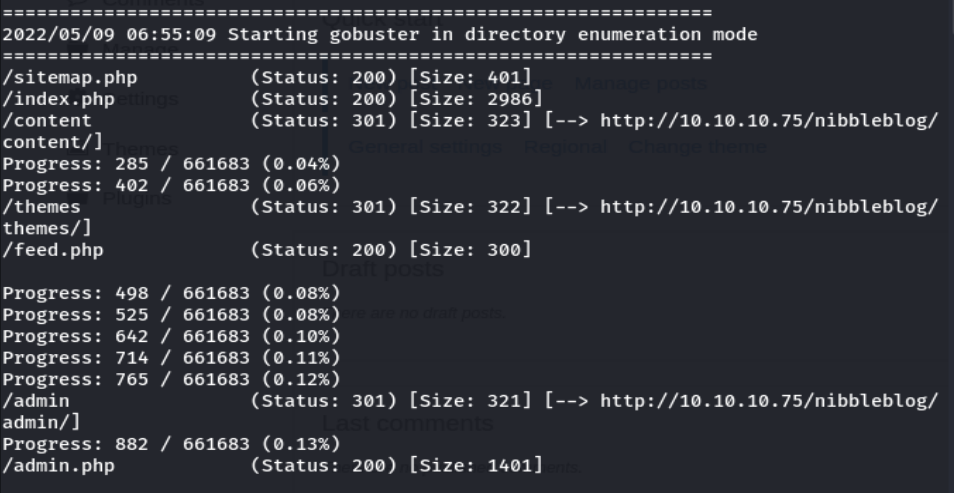 ===============================================================
2022/05/09 06:55:09 Starting gobuster in directory enumeration mode
===============================================================
/sitemap.php (Status: 200) [Size: 401]
/index.php (Status: 200) [Size: 2986]
/content (Status: 301) [Size: 323] [--> http://10.10.10.75/nibbleblog/
content/]
Progress: 285 / 661683 (0.04%)
Progress: 402 / 661683 (0.06%)
/themes (Status: 301) [Size: 322] [--> http://10.10.10.75/nibbleblog/
themes/]
/feed.php (Status: 200) [Size: 300]
Draft posts
Progress: 498 / 661683 (0.08%)
Progress: 525 / 661683 (0.08%)
Progress: 642 / 661683 (0.10%)
Progress: 714 / 661683 (0.11%)
Progress: 765 / 661683 (0.12%)
/admin (Status: 301) [Size: 321] [--> http://10.10.10.75/nibbleblog/
admin/]
Last comments
Progress: 882 / 661683 (0.13%)
/admin.php (Status: 200) [Size: 1401]
Comments
Quick start
Manage
Manage posts
Settings
General settings Regional Change theme
Themes
Plugins
are no draft posts.